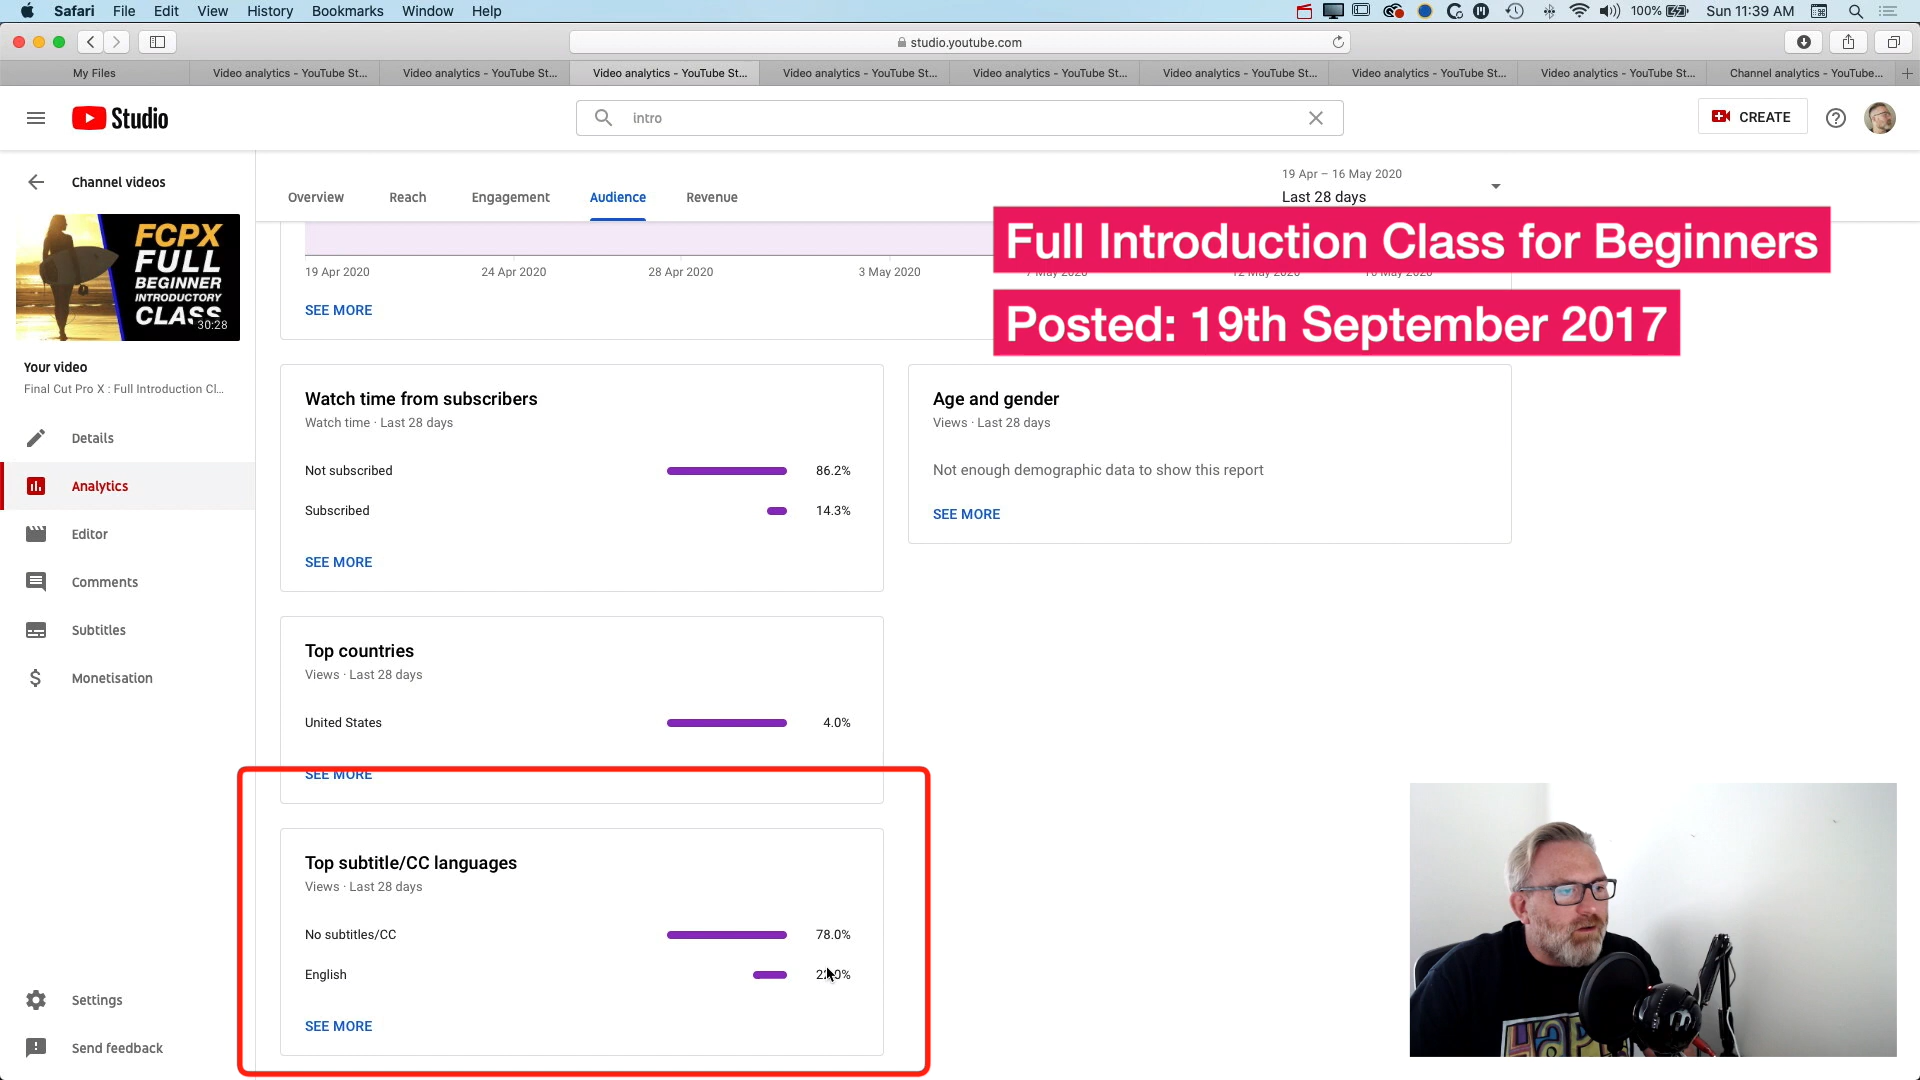 Safari File Edit View History Bookmarks Window Help 100% Sun 11:39 AM
studio.youtube.com
My Files Video analytics - YouTube St... Video analytics - YouTube St... Video analytics - YouTube St... Video analytics - YouTube St... Video analytics - YouTube St... Video analytics - YouTube St... Video analytics - YouTube St... Video analytics - YouTube St... Channel analytics - YouTube...
Studio intro CREATE
Channel videos
19 Apr – 16 May 2020
Overview Reach Engagement Audience Revenue Last 28 days
FCPX
FULL
BEGINNER
INTRODUCTORY
CLASS
30:28
Your video
Final Cut Pro X : Full Introduction Cl...
Details
Analytics
Editor
Comments
Subtitles
Monetisation
Settings
Send feedback
Full Introduction Class for Beginners
19 Apr 2020 24 Apr 2020 28 Apr 2020 3 May 2020
SEE MORE
Posted: 19th September 2017
Watch time from subscribers
Watch time · Last 28 days
Not subscribed 86.2%
Subscribed 14.3%
SEE MORE
Age and gender
Views · Last 28 days
Not enough demographic data to show this report
SEE MORE
Top countries
Views · Last 28 days
United States 4.0%
SEE MORE
Top subtitle/CC languages
Views · Last 28 days
No subtitles/CC 78.0%
English
SEE MORE